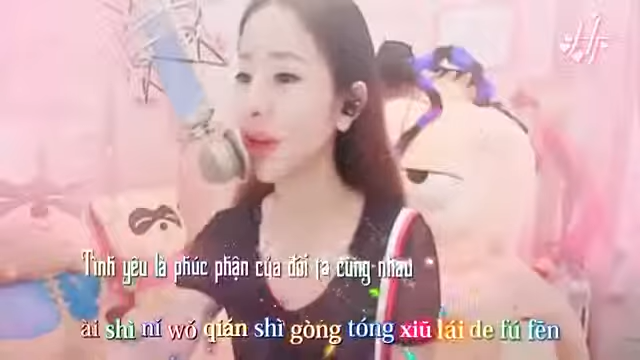 Tình yêu là phúc phận của đôi ta cùng nhau
ài shì nǐ wǒ qián shì gòng tóng xiū lái de fú fēn